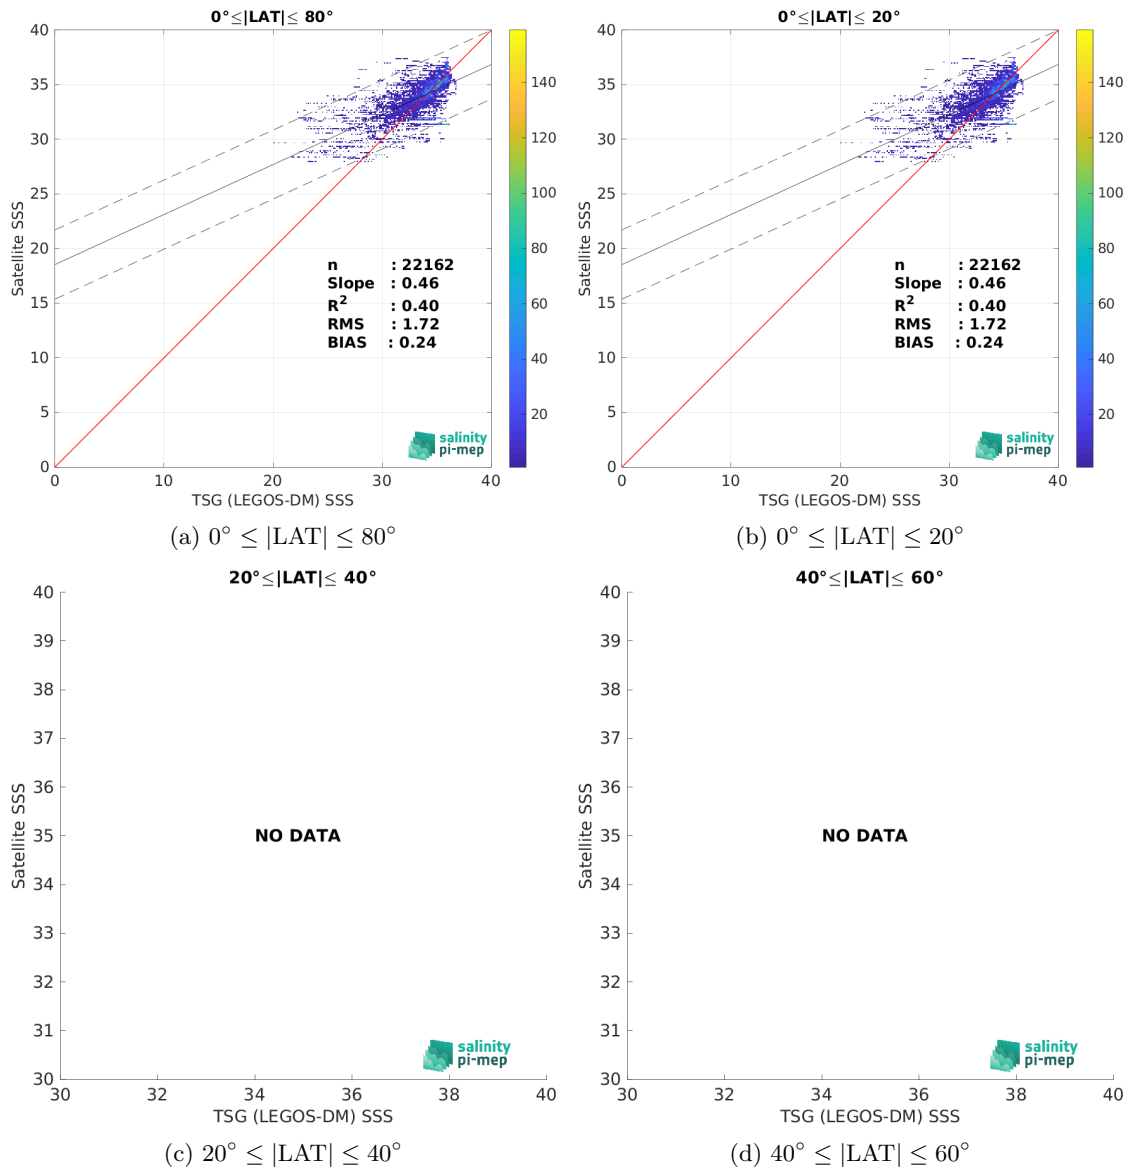 0°≤|LAT|≤ 80°
40
35
30
25
20
15
10
5
0
Satellite SSS
0
10
20
30
40
TSG (LEGOS-DM) SSS
n : 22162
Slope : 0.46
R² : 0.40
RMS : 1.72
BIAS : 0.24
salinity
pi-mep
140
120
100
80
60
40
20
(a) 0° ≤ |LAT| ≤ 80°
0°≤|LAT|≤ 20°
40
35
30
25
20
15
10
5
0
Satellite SSS
0
10
20
30
40
TSG (LEGOS-DM) SSS
n : 22162
Slope : 0.46
R² : 0.40
RMS : 1.72
BIAS : 0.24
salinity
pi-mep
140
120
100
80
60
40
20
(b) 0° ≤ |LAT| ≤ 20°
20°≤|LAT|≤ 40°
40
39
38
37
36
35
34
33
32
31
30
Satellite SSS
NO DATA
salinity
pi-mep
30
32
34
36
38
40
TSG (LEGOS-DM) SSS
(c) 20° ≤ |LAT| ≤ 40°
40°≤|LAT|≤ 60°
40
39
38
37
36
35
34
33
32
31
30
Satellite SSS
NO DATA
salinity
pi-mep
30
32
34
36
38
40
TSG (LEGOS-DM) SSS
(d) 40° ≤ |LAT| ≤ 60°